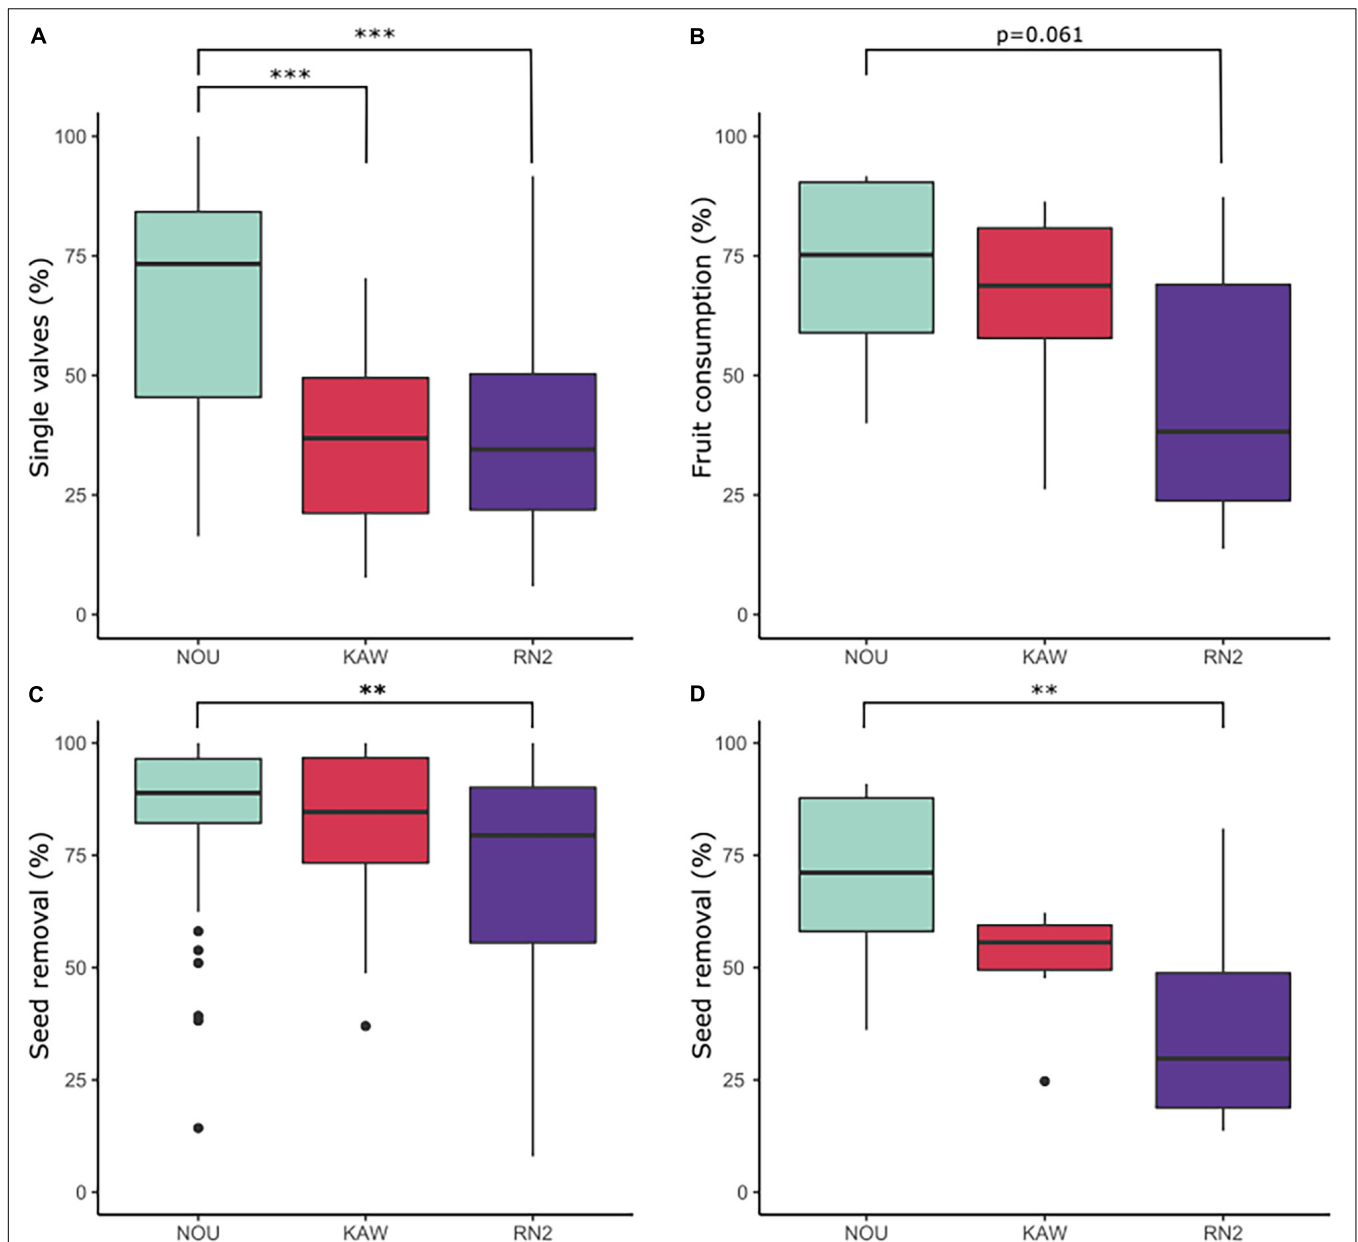 A
***
***
Single valves (%)
100
75
50
25
0
NOU KAW RN2
B
p=0.061
Fruit consumption (%)
100
75
50
25
0
NOU KAW RN2
C
**
Seed removal (%)
100
75
50
25
0
NOU KAW RN2
D
**
Seed removal (%)
100
75
50
25
0
NOU KAW RN2